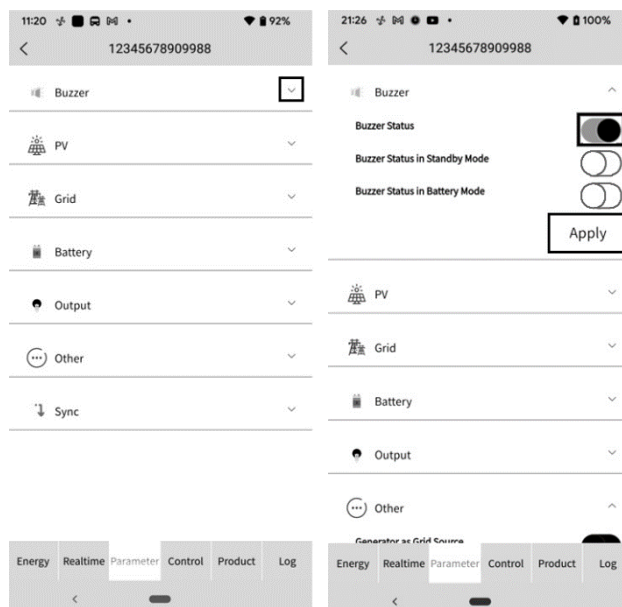 11:20
92%
12345678909988
Buzzer
PV
Grid
Battery
Output
Other
Sync
Energy Realtime Parameter Control Product Log
21:26
100%
12345678909988
Buzzer
Buzzer Status
Buzzer Status in Standby Mode
Buzzer Status in Battery Mode
Apply
PV
Grid
Battery
Output
Other
Generator as Grid Source
Energy Realtime Parameter Control Product Log